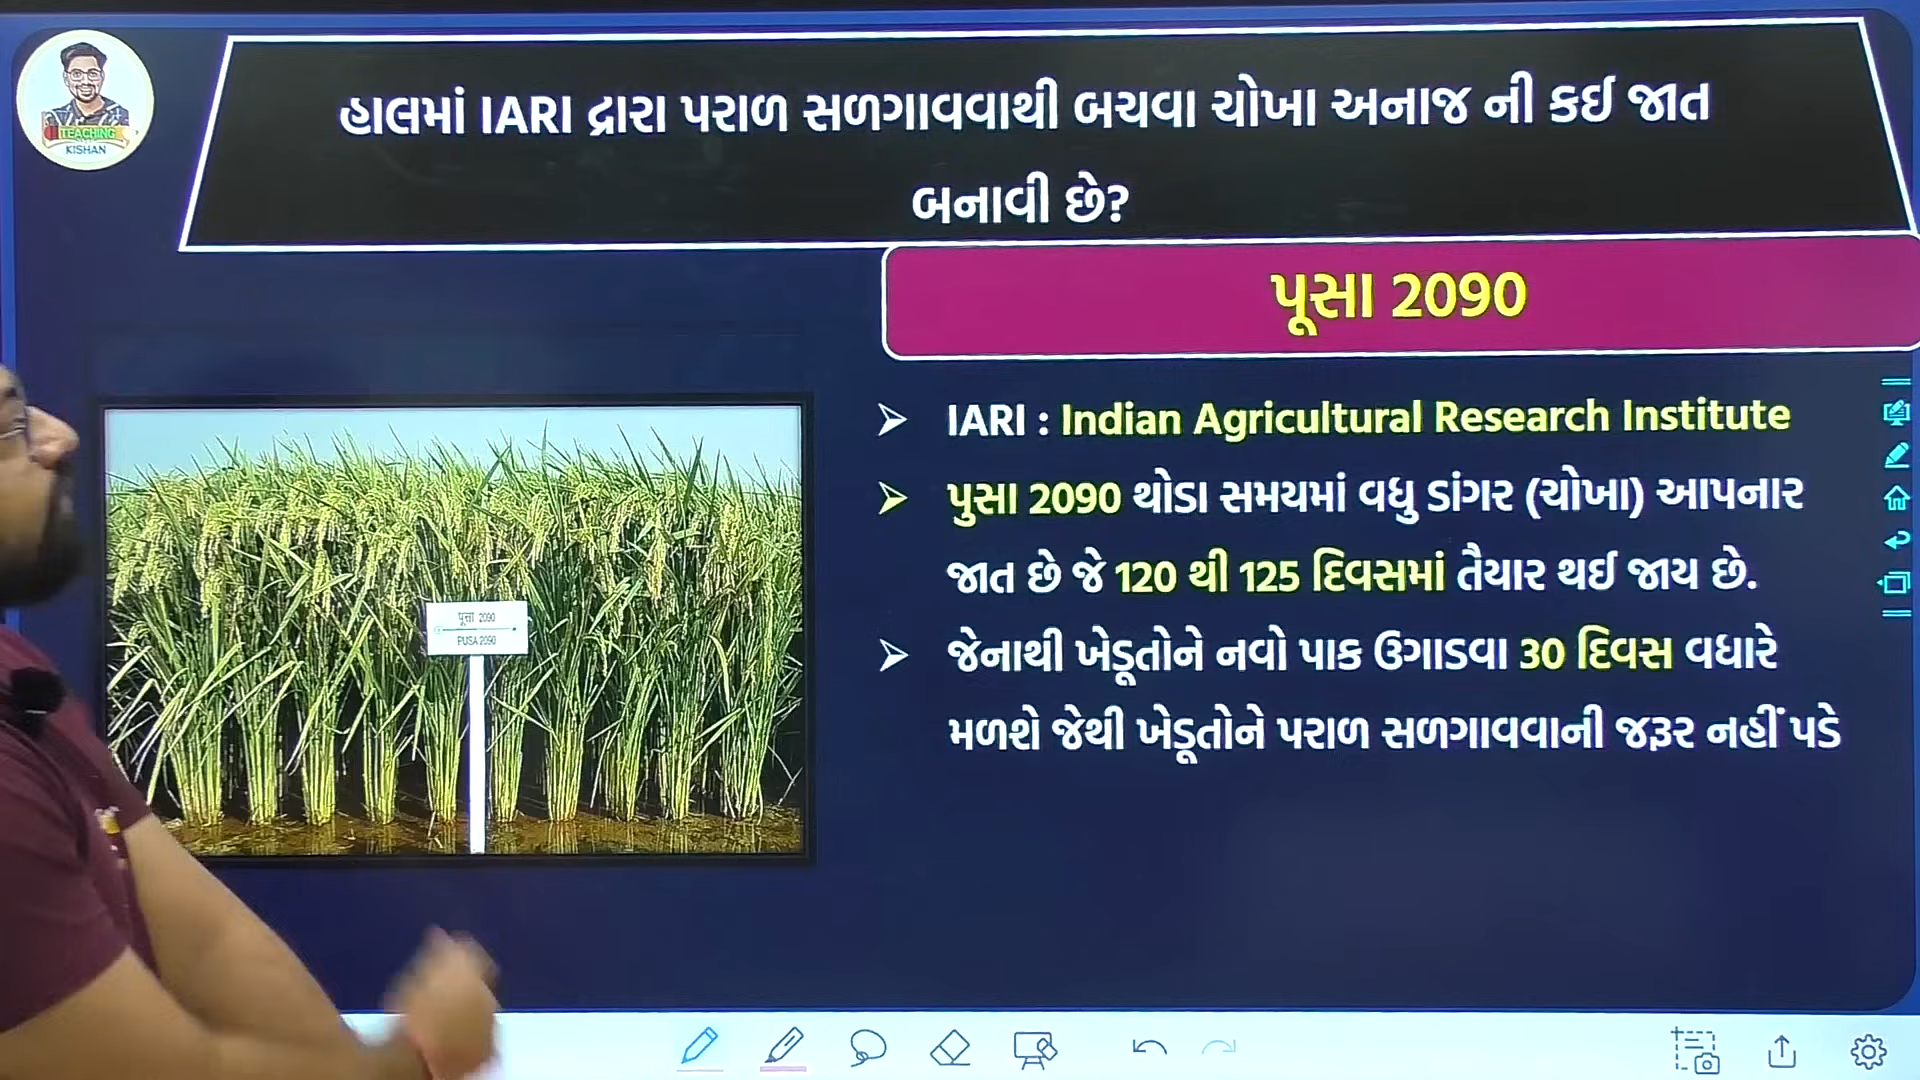 TEACHING
KISHAN
હાલમાં IARI દ્રારા પરાળ સળગાવવાથી બચવા ચોખા અનાજ ની કઈ જાત
બનાવી છે?
પૂસા 2090
IARI : Indian Agricultural Research Institute
પુસા 2090 થોડા સમયમાં વધુ ડાંગર (ચોખા) આપનાર
જાત છે જે 120 થી 125 દિવસમાં તૈયાર થઈ જાય છે.
જેનાથી ખેડૂતોને નવો પાક ઉગાડવા 30 દિવસ વધારે
મળશે જેથી ખેડૂતોને પરાળ સળગાવવાની જરૂર નહીં પડે
पूसा 2090
PUSA 2090